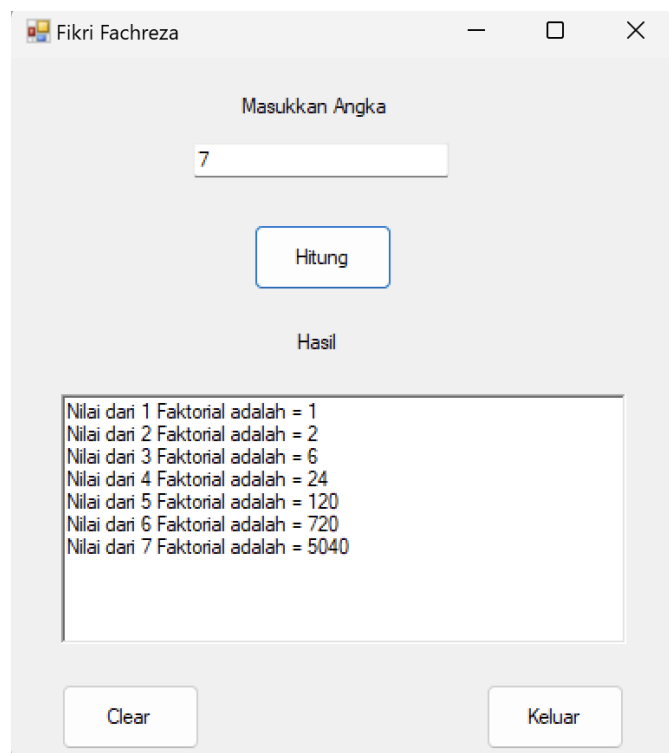 Fikri Fachreza
Masukkan Angka
7
Hitung
Hasil
Nilai dari 1 Faktorial adalah = 1
Nilai dari 2 Faktorial adalah = 2
Nilai dari 3 Faktorial adalah = 6
Nilai dari 4 Faktorial adalah = 24
Nilai dari 5 Faktorial adalah = 120
Nilai dari 6 Faktorial adalah = 720
Nilai dari 7 Faktorial adalah = 5040
Clear
Keluar